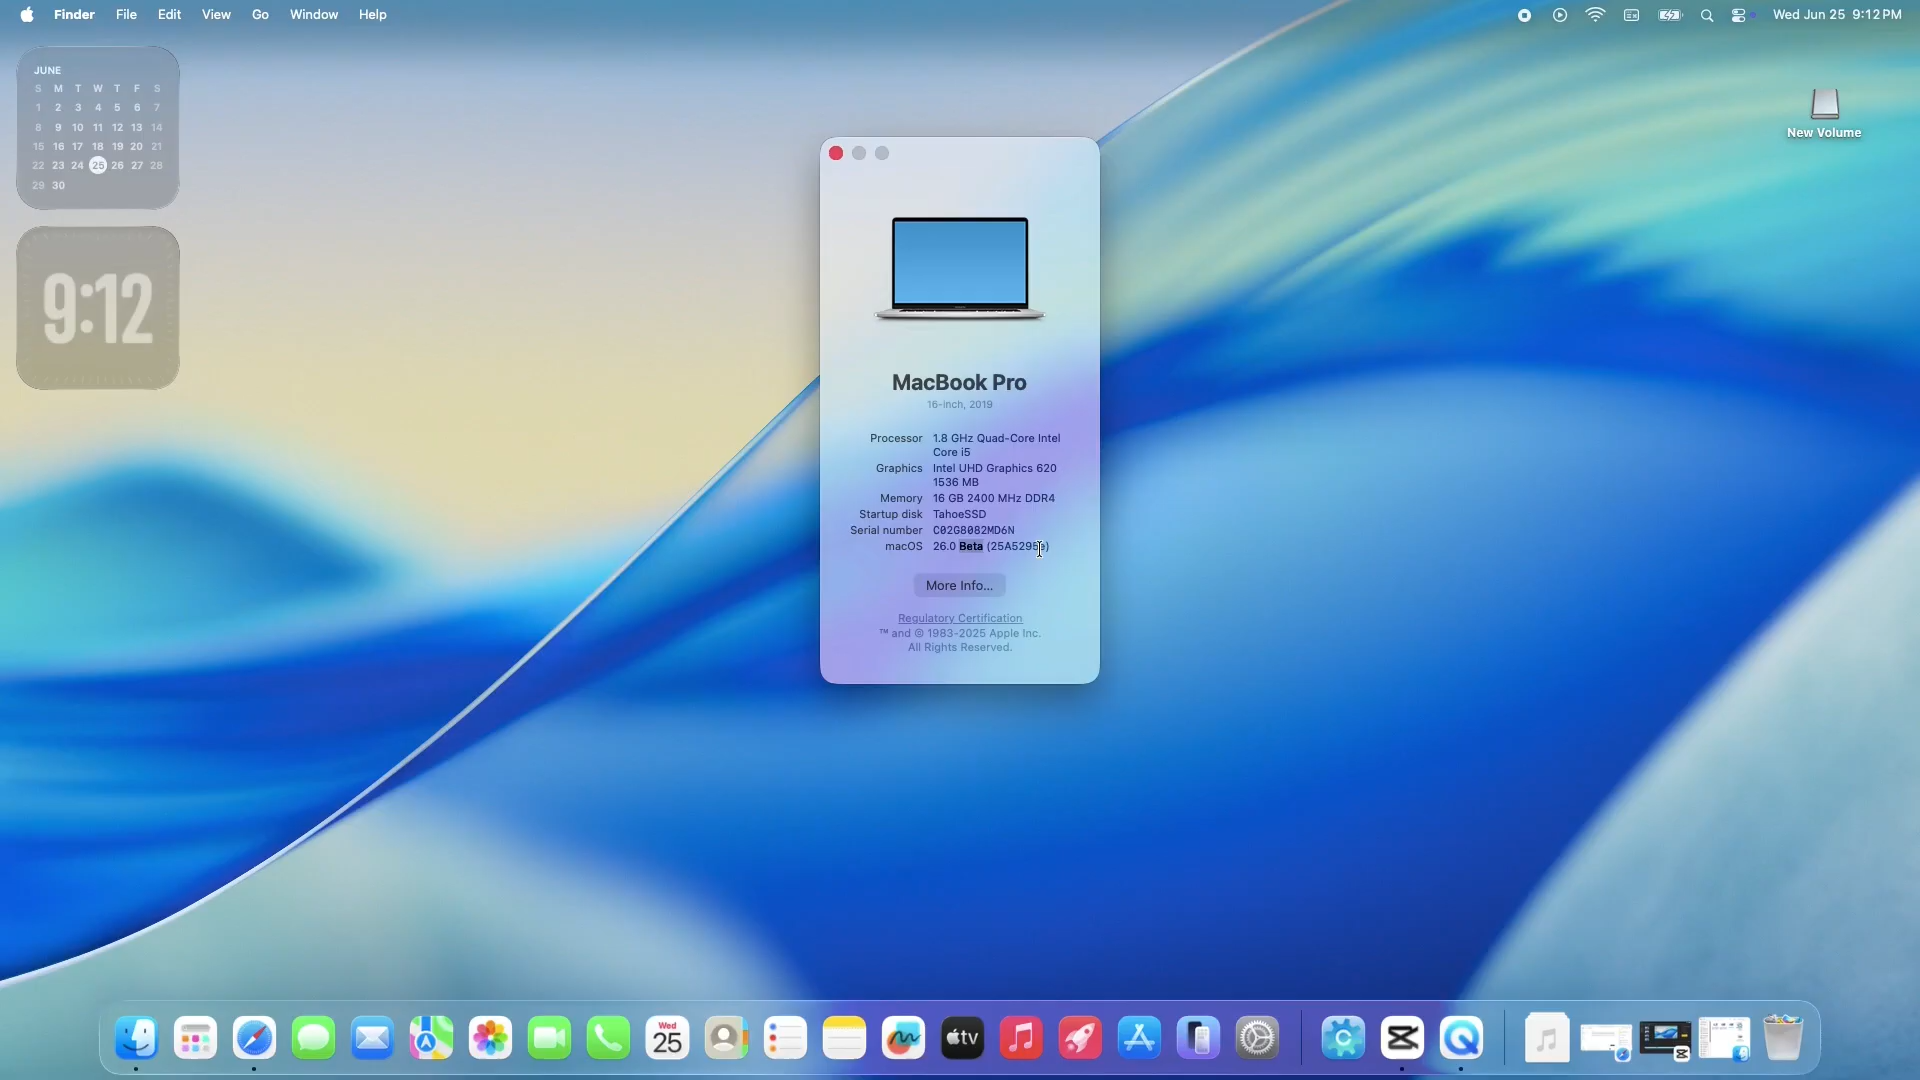 Finder File Edit View Go Window Help
Wed Jun 25 9:12 PM
JUNE
S M T W T F S
1 2 3 4 5 6 7
8 9 10 11 12 13 14
15 16 17 18 19 20 21
22 23 24 25 26 27 28
29 30
9:12
New Volume
MacBook Pro
16-inch, 2019
Processor 1.8 GHz Quad-Core Intel
Core i5
Graphics Intel UHD Graphics 620
1536 MB
Memory 16 GB 2400 MHz DDR4
Startup disk TahoeSSD
Serial number C02G8082MD6N
macOS 26.0 Beta (25A5295e)
More Info...
Regulatory Certification
™ and © 1983-2025 Apple Inc.
All Rights Reserved.
Wed
25
tv